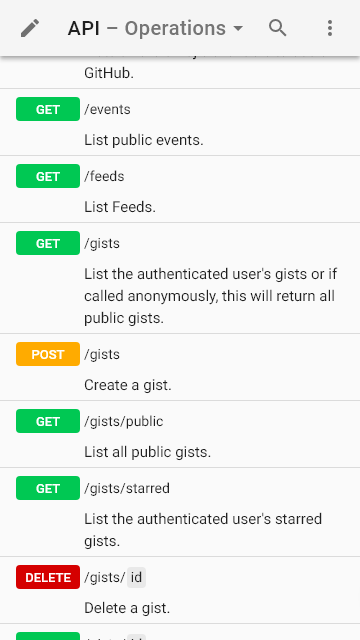 API – Operations
GitHub.
GET /events
List public events.
GET /feeds
List Feeds.
GET /gists
List the authenticated user's gists or if
called anonymously, this will return all
public gists.
POST /gists
Create a gist.
GET /gists/public
List all public gists.
GET /gists/starred
List the authenticated user's starred
gists.
DELETE /gists/ id
Delete a gist.